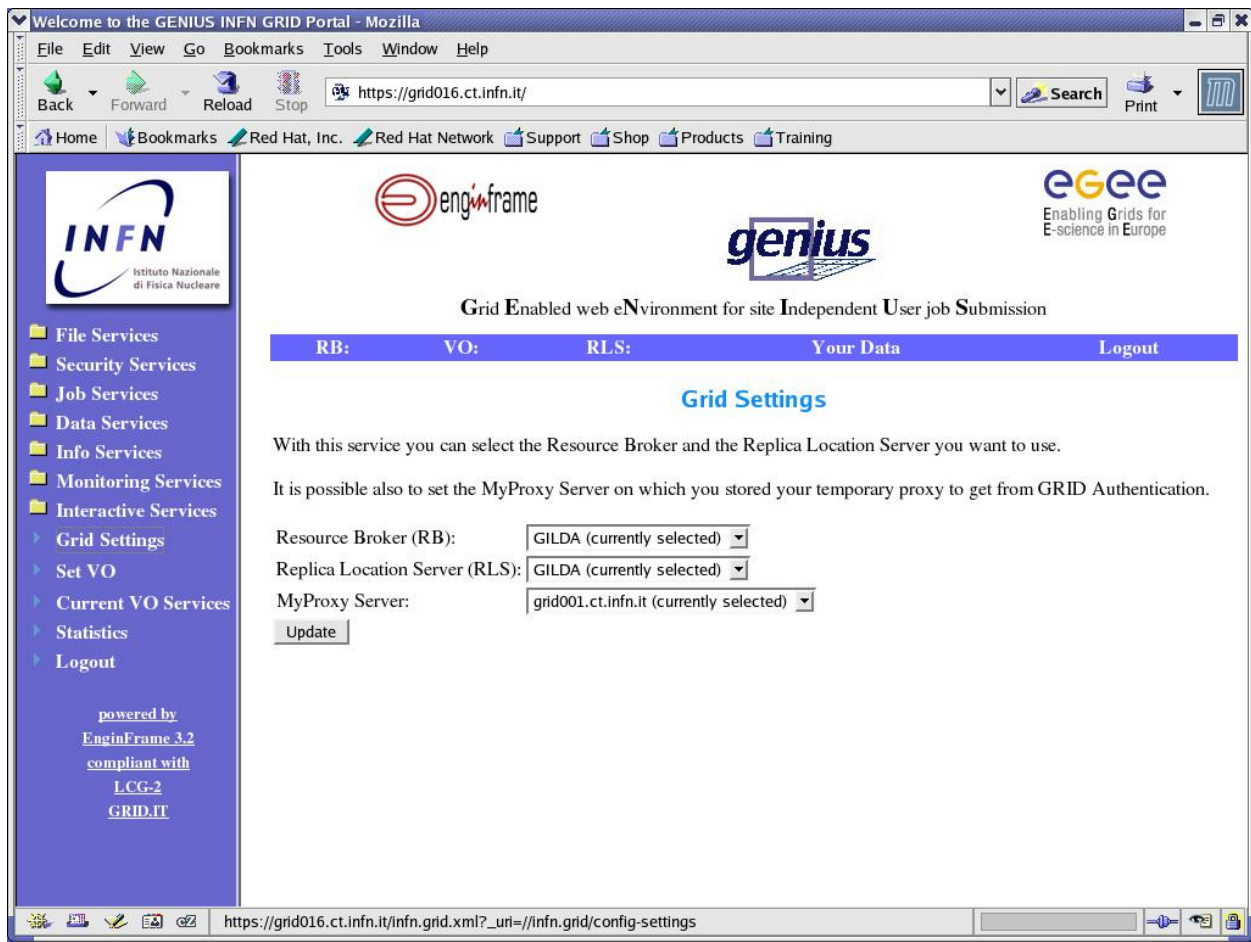 Welcome to the GENIUS INFN GRID Portal - Mozilla
File Edit View Go Bookmarks Tools Window Help
Back Forward Reload Stop https://grid016.ct.infn.it/ Search Print
Home Bookmarks Red Hat, Inc. Red Hat Network Support Shop Products Training
INFN
Istituto Nazionale
di Fisica Nucleare
File Services
Security Services
Job Services
Data Services
Info Services
Monitoring Services
Interactive Services
Grid Settings
Set VO
Current VO Services
Statistics
Logout
powered by
EnginFrame 3.2
compliant with
LCG-2
GRID.IT
enginframe
genius
egee
Enabling Grids for
E-science in Europe
Grid Enabled web eNvironment for site Independent User job Submission
RB: VO: RLS: Your Data Logout
Grid Settings
With this service you can select the Resource Broker and the Replica Location Server you want to use.
It is possible also to set the MyProxy Server on which you stored your temporary proxy to get from GRID Authentication.
Resource Broker (RB): GILDA (currently selected)
Replica Location Server (RLS): GILDA (currently selected)
MyProxy Server: grid001.ct.infn.it (currently selected)
Update
https://grid016.ct.infn.it/infn.grid.xml?_uri=//infn.grid/config-settings